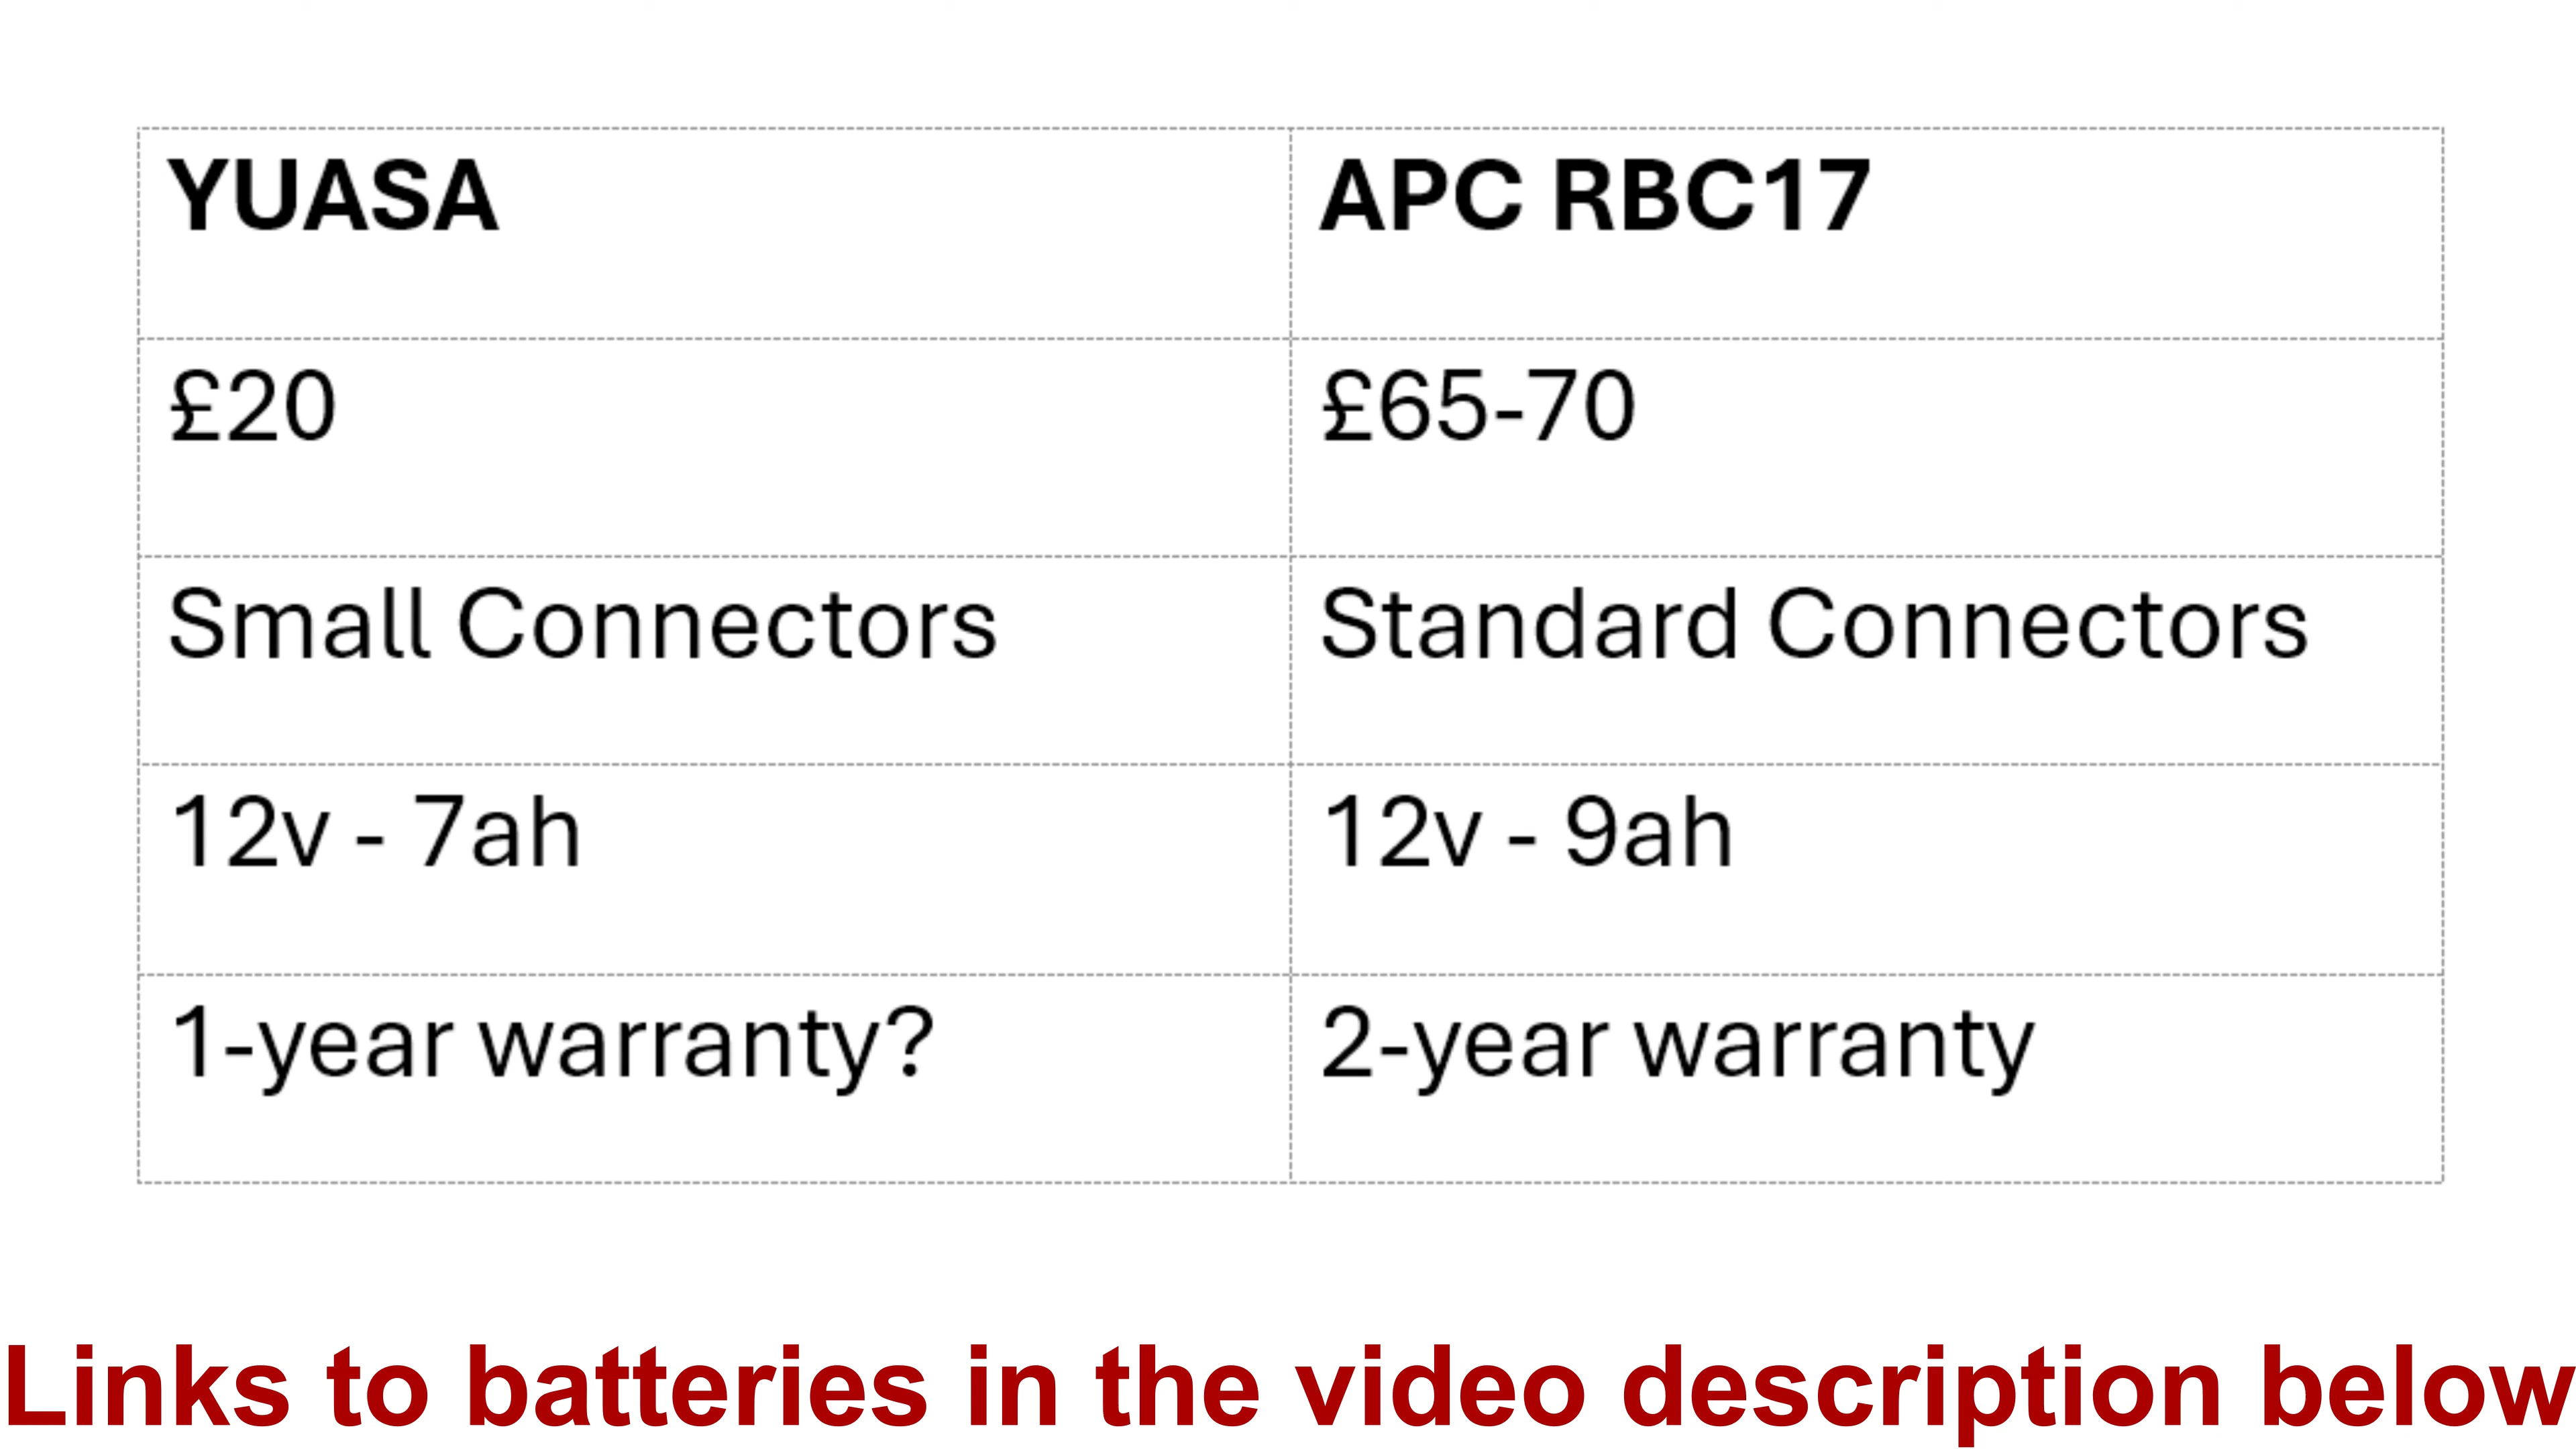 YUASA
APC RBC17
£20
£65-70
Small Connectors
Standard Connectors
12v - 7ah
12v - 9ah
1-year warranty?
2-year warranty
Links to batteries in the video description below